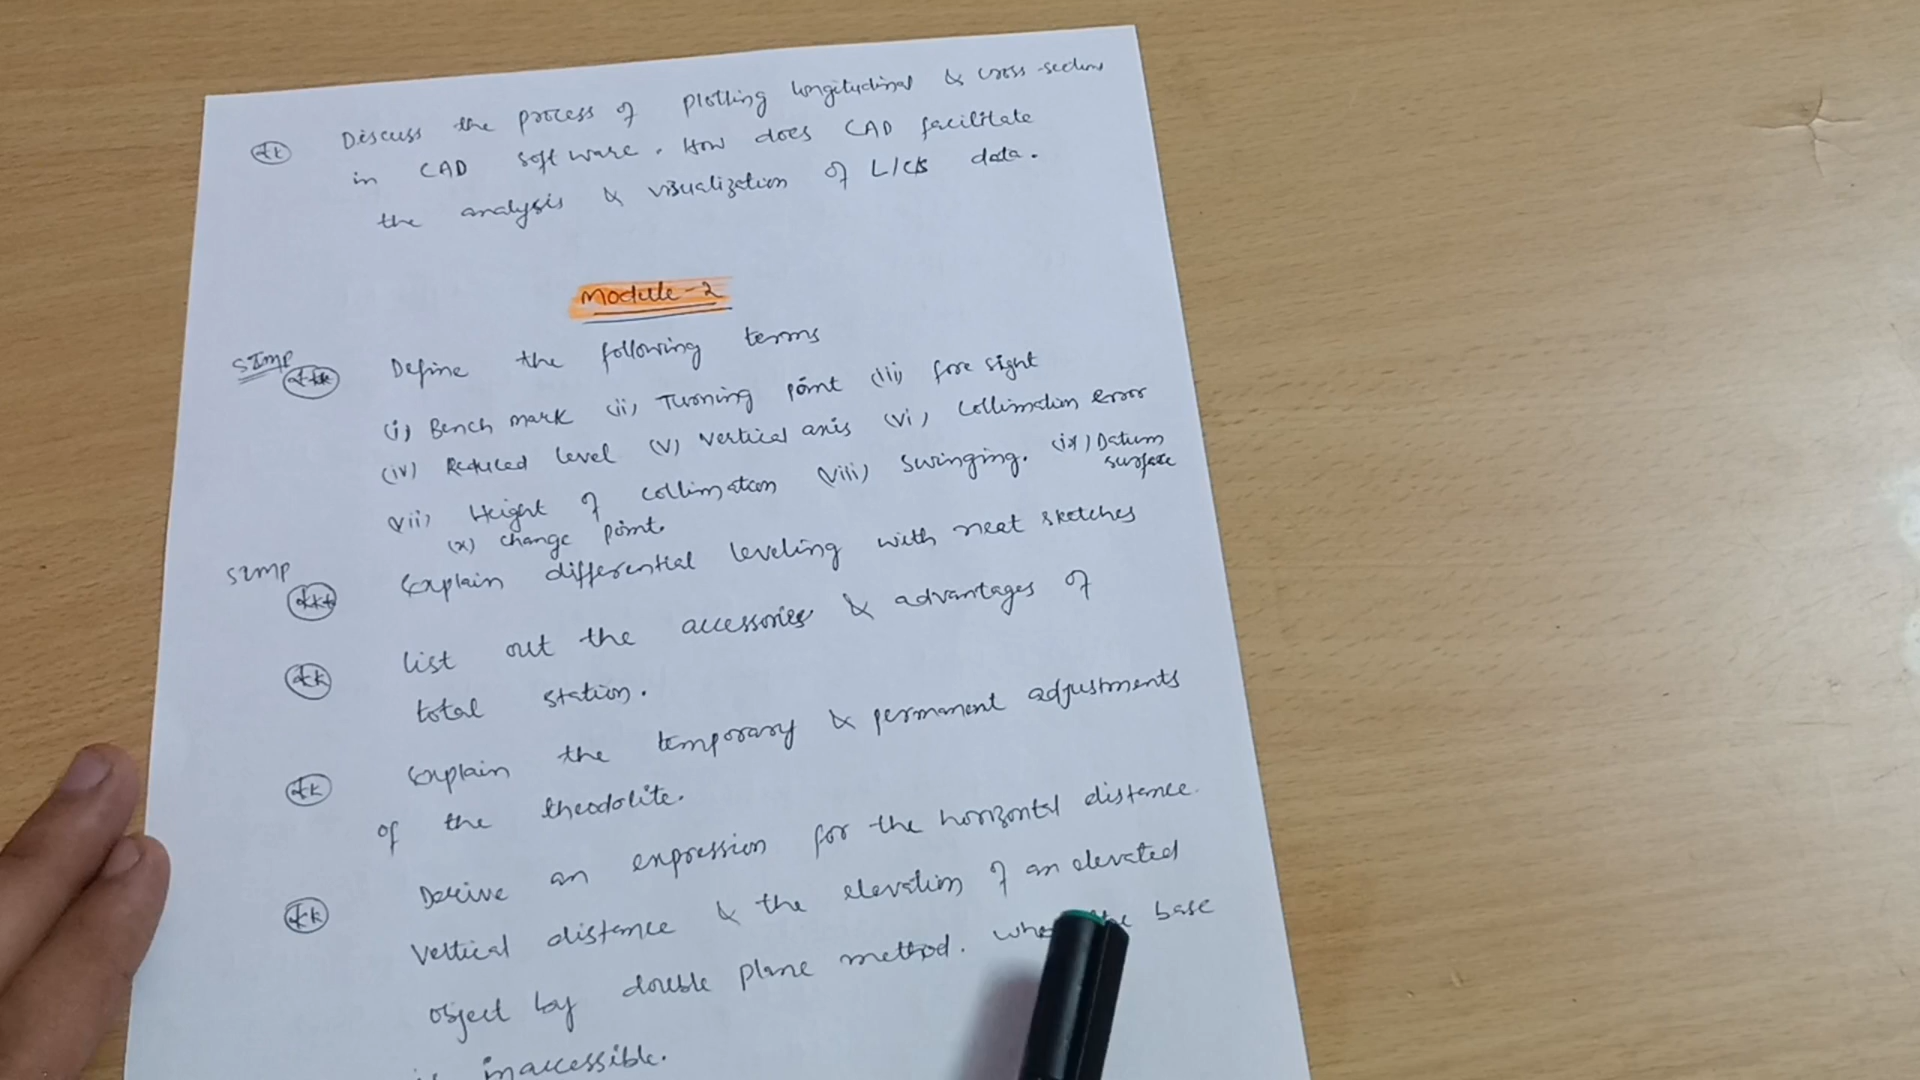 ** Discuss the process of plotting longitudinal & cross-sections
in CAD software. How does CAD facilitate
the analysis & visualization of L/CS data.
Module-2
SIMP
*** Define the following terms
(i) Bench mark (ii) Turning point (iii) fore sight
(iv) Reduced level (v) vertical axis (vi) collimation error
(vii) Height of collimation (viii) swinging. (ix) Datum surface
(x) change point.
SIMP
*** Explain differential leveling with neat sketches
** List out the accessories & advantages of
total station.
** Explain the temporary & permanent adjustments
of the theodolite.
** Derive an expression for the horizontal distance.
Vertical distance & the elevation of an elevated
object by double plane method. base
inaccessible.